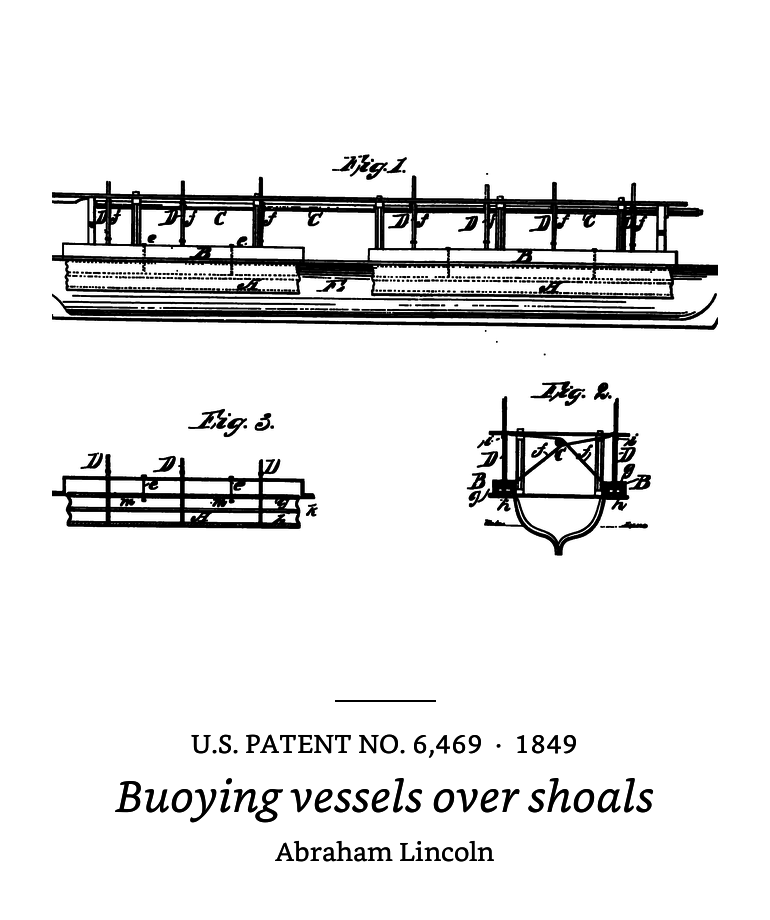 Fig. 1.
D f D f C f C D f D f D f C D f
e e B B
A F A
Fig. 2.
Fig. 3.
i i
f C f
D D
g
B B
g
h h
D D D
e e
m m g k
A h
U.S. PATENT NO. 6,469 · 1849
Buoying vessels over shoals
Abraham Lincoln